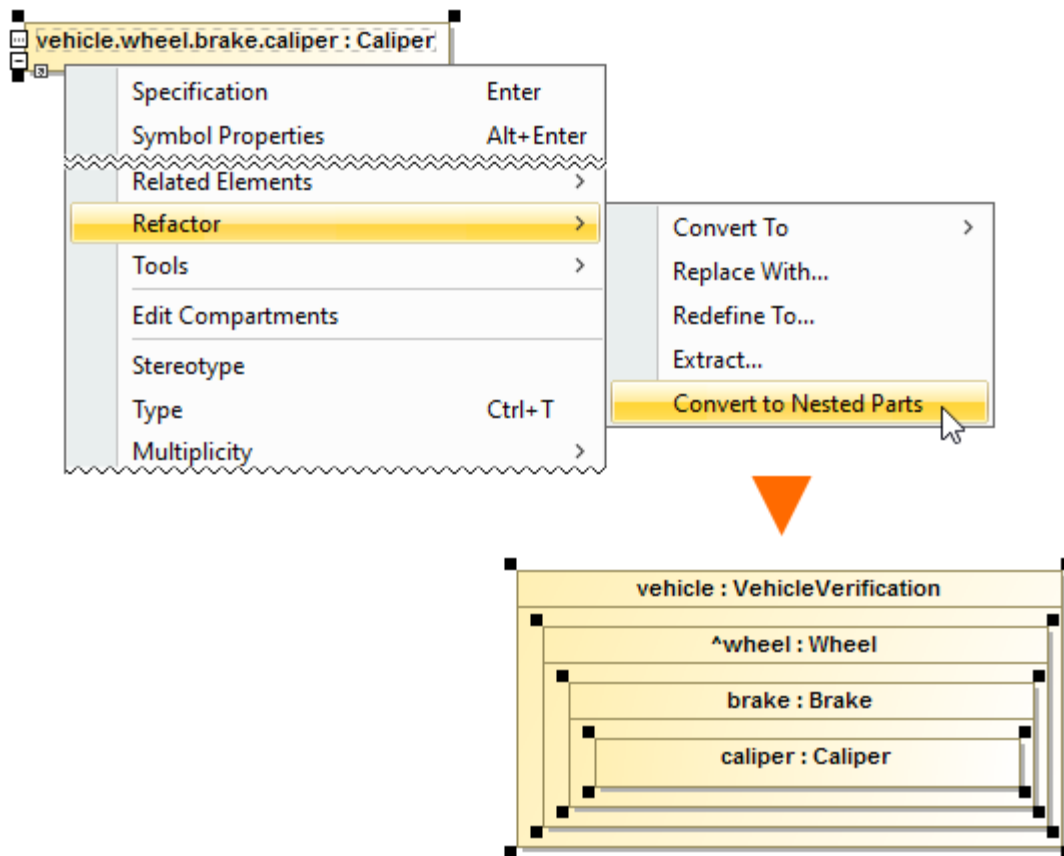 vehicle.wheel.brake.caliper : Caliper
Specification Enter
Symbol Properties Alt+Enter
Related Elements >
Refactor >
Tools >
Edit Compartments
Stereotype
Type Ctrl+T
Multiplicity >
Convert To >
Replace With...
Redefine To...
Extract...
Convert to Nested Parts
vehicle : VehicleVerification
^wheel : Wheel
brake : Brake
caliper : Caliper